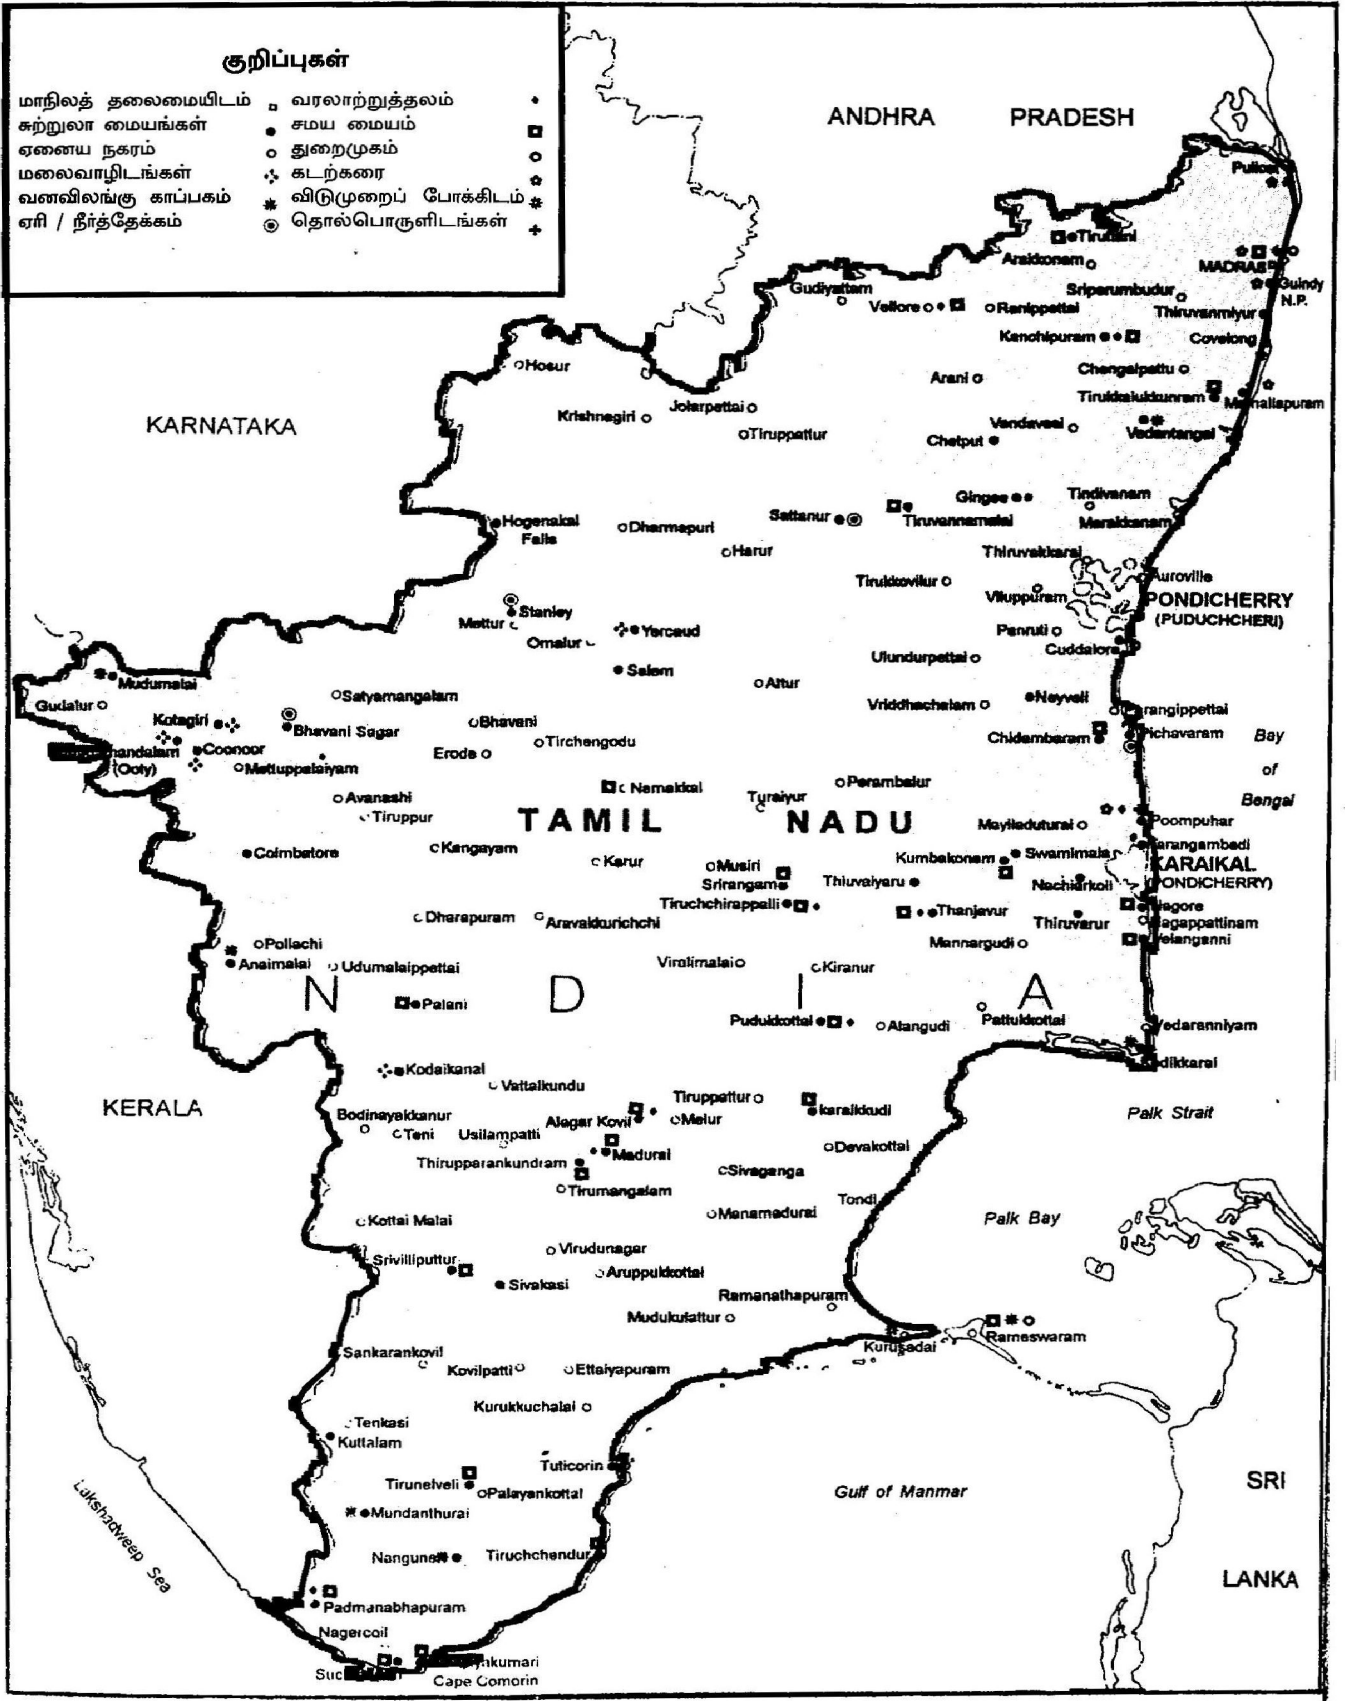 குறிப்புகள்
மாநிலத் தலைமையிடம்
வரலாற்றுத்தலம்
சுற்றுலா மையங்கள்
சமய மையம்
ஏனைய நகரம்
துறைமுகம்
மலைவாழிடங்கள்
கடற்கரை
வனவிலங்கு காப்பகம்
விடுமுறைப் போக்கிடம்
ஏரி / நீர்த்தேக்கம்
தொல்பொருளிடங்கள்
ANDHRA PRADESH
Tiruttani
Arakkonam
MADRAS
Guindy
N.P.
Gudiyattam
Sriperumbudur
Vellore
Ranippettai
Thiruvanmiyur
Kanchipuram
Covelong
Hosur
Chengalpattu
Arani
Tirukkalukkunram
Jolarpettai
Krishnagiri
KARNATAKA
Vandavasi
Tiruppattur
Chetput
Vedantangal
Gingee
Tindivanam
Sattanur
Tiruvannamalai
Marakkanam
Hogenakal
Falls
Dharmapuri
Harur
Thiruvakkarai
Auroville
Tirukkovilur
Viluppuram
PONDICHERRY
(PUDUCHCHERI)
Stanley
Mettur
Omalur
Yercaud
Panruti
Cuddalore
Ulundurpettai
Salem
Mudumalai
Attur
Gudalur
Satyamangalam
Neyveli
Vriddhachalam
Kotagiri
Bhavani
Bhavani Sagar
Chidambaram
Pichavaram
Bay
of
Bengal
Coonoor
(Ooty)
Erode
Tirchengodu
Mettuppalaiyam
Namakkal
Perambalur
Avanashi
Turaiyur
Tiruppur
TAMIL NADU
Mayiladuturai
Poompuhar
Coimbatore
Kangayam
Karur
Musiri
Kumbakonam
Swamimalai
KARAIKAL
(PONDICHERRY)
Srirangam
Thiuvaiyaru
Nachiarkoil
Tiruchchirappalli
Thanjavur
Nagore
Dharapuram
Aravakkurichchi
Thiruvarur
Nagappattinam
Pollachi
Mannargudi
Velanganni
Anaimalai
Udumalaippettai
Viralimalai
Kiranur
N D I A
Palani
Pudukkottai
Alangudi
Pattukkottai
Vedaranniyam
Kodaikanal
Vattalkundu
KERALA
Tiruppattur
Karaikkudi
Palk Strait
Bodinayakkanur
Teni
Usilampatti
Alagar Kovil
Melur
Devakottai
Thirupparankundram
Madurai
Sivaganga
Tirumangalam
Tondi
Kottai Malai
Manamadurai
Palk Bay
Srivilliputtur
Virudunagar
Sivakasi
Aruppukkottai
Ramanathapuram
Mudukulattur
Kurusadai
Rameswaram
Sankarankovil
Kovilpatti
Ettaiyapuram
Kurukkuchalai
Tenkasi
Kuttalam
Tuticorin
Tirunelveli
Palayankottai
Gulf of Manmar
SRI
LANKA
Lakshadweep Sea
Mundanthurai
Tiruchchendur
Padmanabhapuram
Nagercoil
Cape Comorin